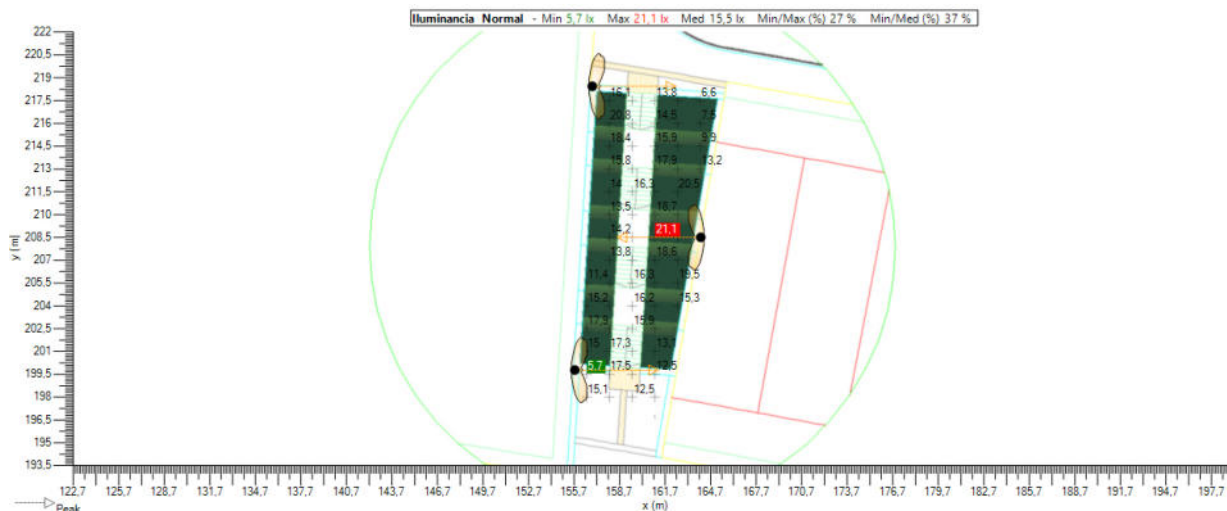 Iluminancia Normal - Min 5,7 lx Max 21,1 lx Med 15,5 lx Min/Max (%) 27 % Min/Med (%) 37 %
222
220,5
219
217,5
216
214,5
213
211,5
210
208,5
207
205,5
204
202,5
201
199,5
198
196,5
195
193,5
y (m)
16,1 13,8 6,6
20,8 14,5 7,5
18,4 15,9 9,9
15,8 17,9 13,2
14 16,3 20,5
13,5 18,7
14,2 21,1
13,8 18,6
11,4 16,3 19,5
15,2 16,2 15,3
17,9 15,9
15 17,3 13,1
5,7 17,5 12,5
15,1 12,5
122,7 125,7 128,7 131,7 134,7 137,7 140,7 143,7 146,7 149,7 152,7 155,7 158,7 161,7 164,7 167,7 170,7 173,7 176,7 179,7 182,7 185,7 188,7 191,7 194,7 197,7
x (m)
Peak